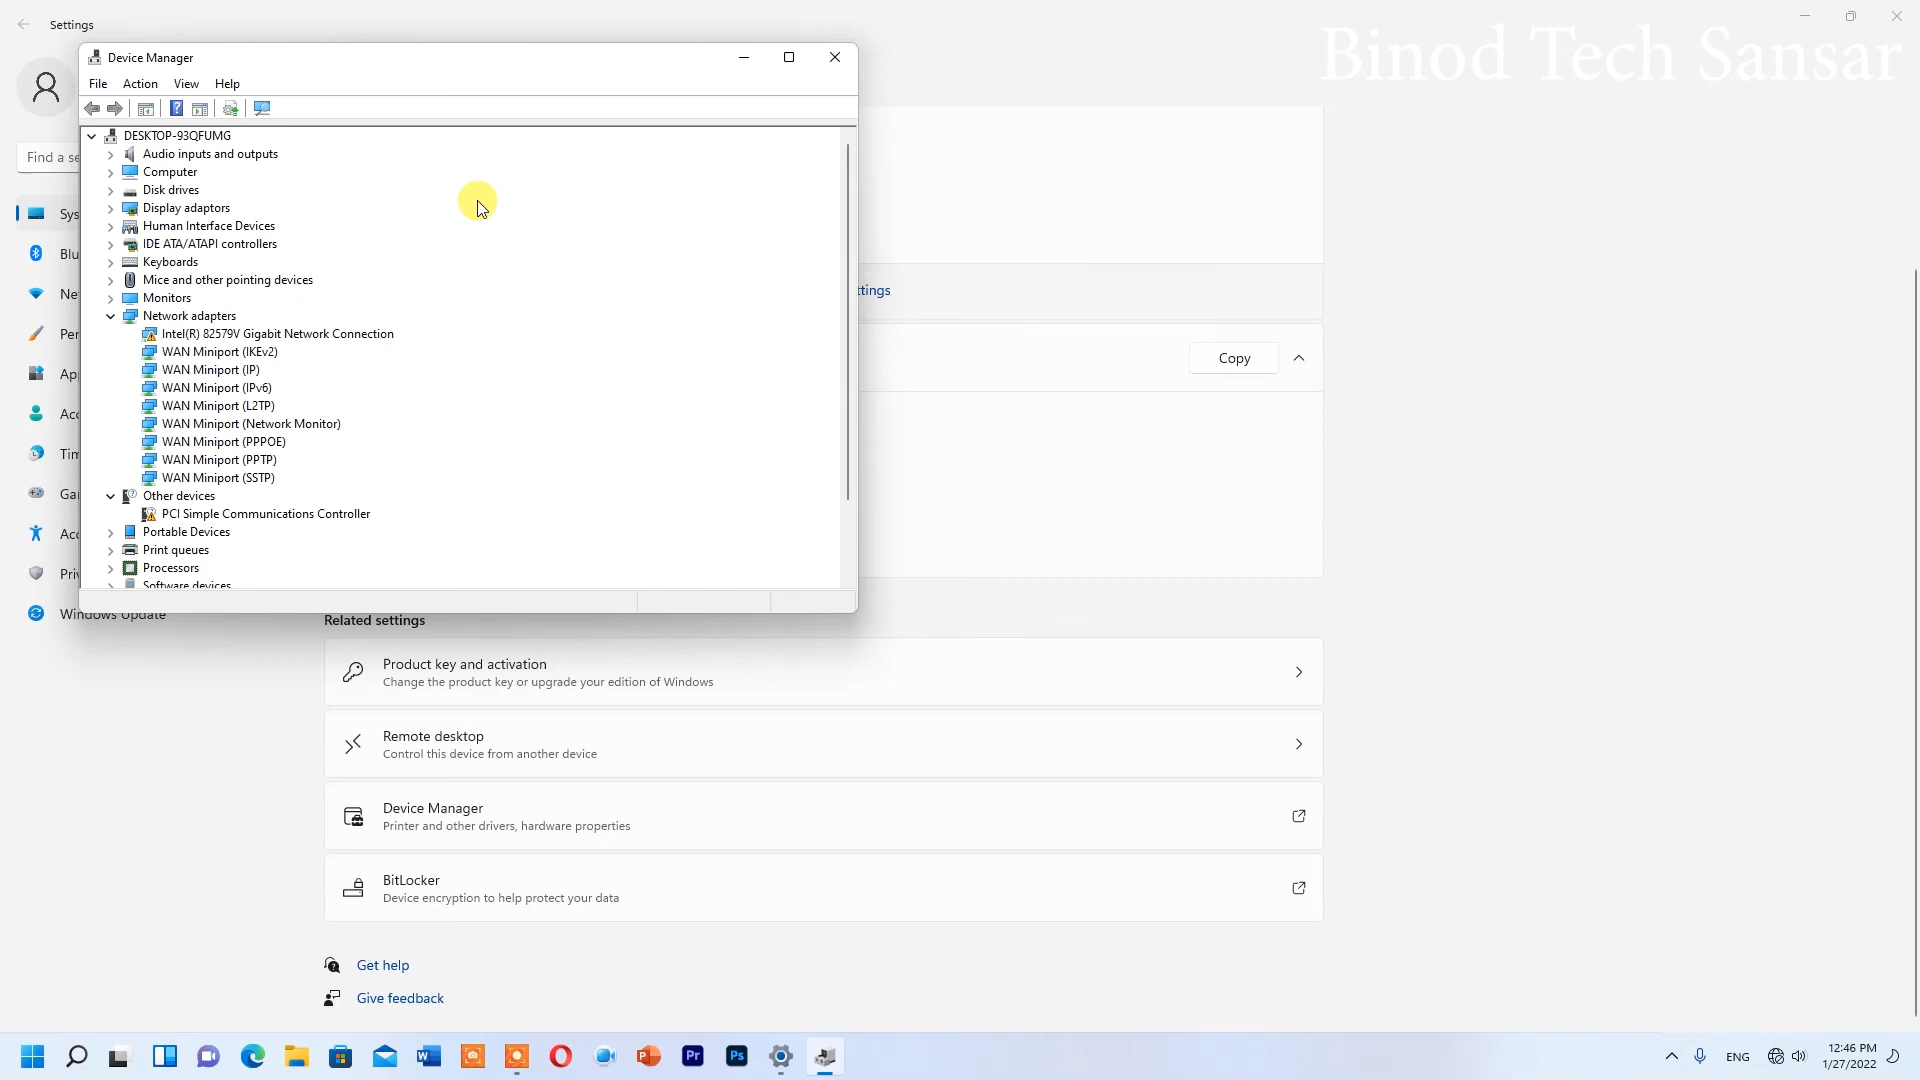 Settings
Binod Tech Sansar
Device Manager
File Action View Help
DESKTOP-93QFUMG
Audio inputs and outputs
Find a se
Computer
Disk drives
Display adaptors
Sys
Human Interface Devices
IDE ATA/ATAPI controllers
Blu
Keyboards
Mice and other pointing devices
Monitors
Ne
ttings
Network adapters
Intel(R) 82579V Gigabit Network Connection
Per
WAN Miniport (IKEv2)
Copy
WAN Miniport (IP)
Ap
WAN Miniport (IPv6)
WAN Miniport (L2TP)
Acc
WAN Miniport (Network Monitor)
WAN Miniport (PPPOE)
Tim
WAN Miniport (PPTP)
WAN Miniport (SSTP)
Gar
Other devices
PCI Simple Communications Controller
Acc
Portable Devices
Print queues
Processors
Pri
Software devices
Windows Update
Related settings
Product key and activation
Change the product key or upgrade your edition of Windows
Remote desktop
Control this device from another device
Device Manager
Printer and other drivers, hardware properties
BitLocker
Device encryption to help protect your data
Get help
Give feedback
Pr
Ps
ENG
12:46 PM
1/27/2022